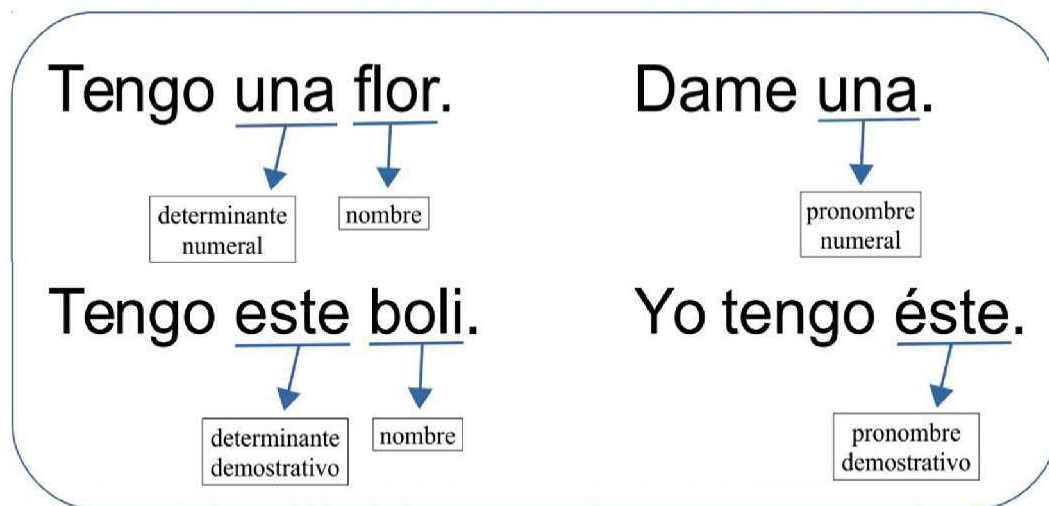 Tengo una flor.
Dame una.
determinante
numeral
nombre
pronombre
numeral
Tengo este boli.
Yo tengo éste.
determinante
demostrativo
nombre
pronombre
demostrativo